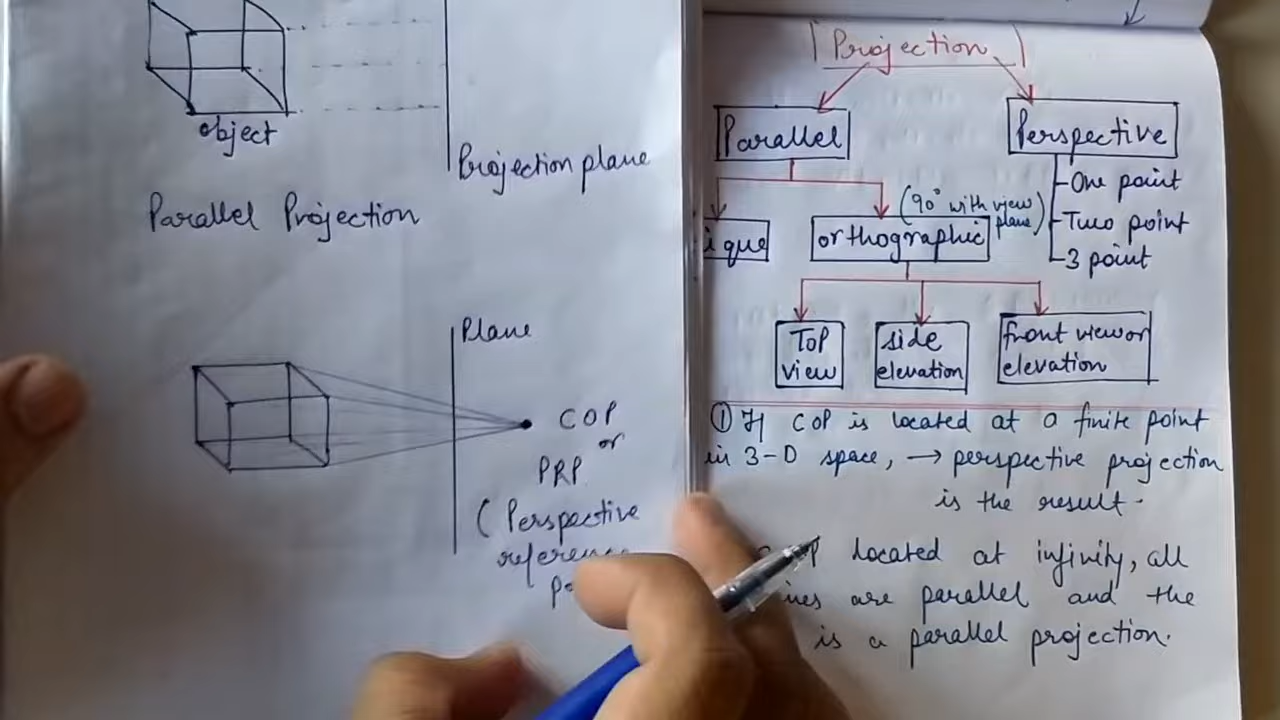 object
Projection plane
Parallel Projection
Plane
COP
or
PRP
(Perspective
reference
Projection
Parallel
Perspective
One point
Two point
3 point
(90° with view
plane)
ique
orthographic
Top
view
side
elevation
front view or
elevation
① If COP is located at a finite point
in 3-D space, → perspective projection
is the result.
located at infinity, all
are parallel and the
is a parallel projection.